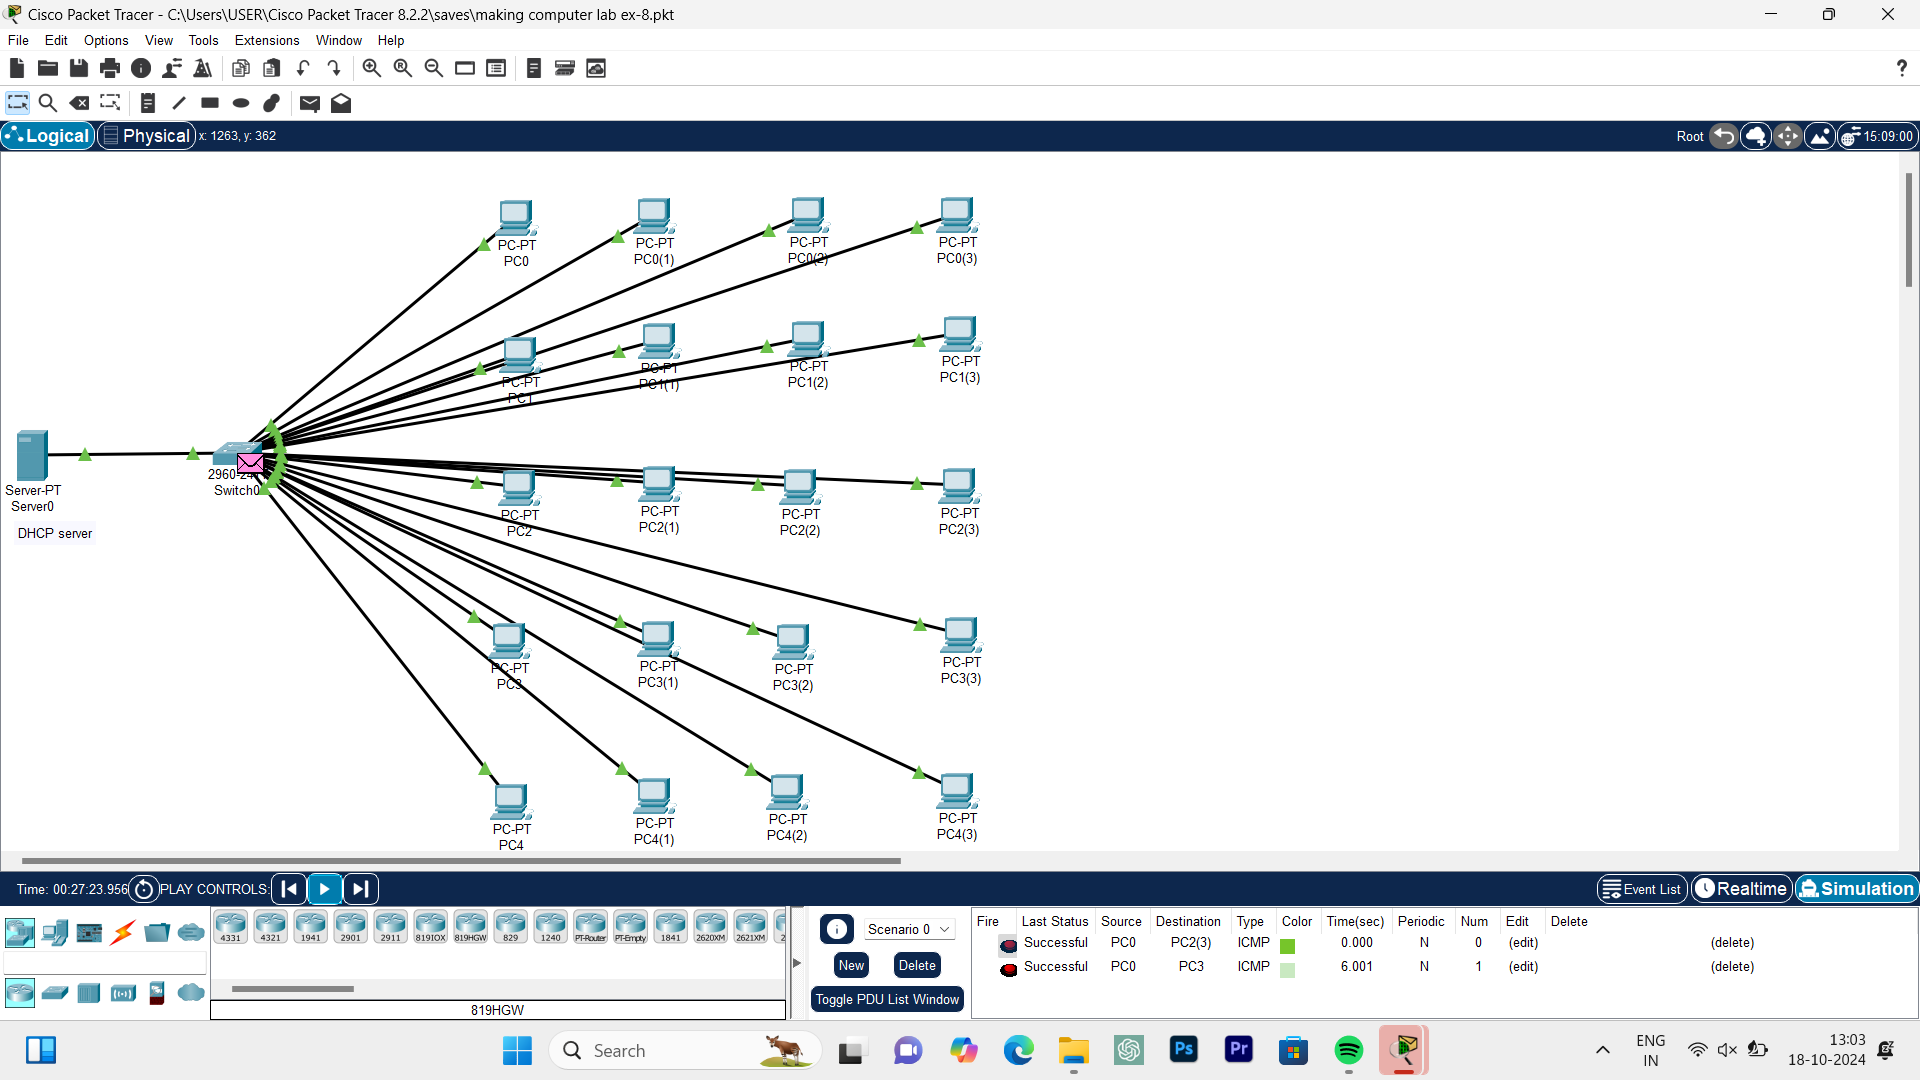 Cisco Packet Tracer - C:\Users\USER\Cisco Packet Tracer 8.2.2\saves\making computer lab ex-8.pkt
File Edit Options View Tools Extensions Window Help
Logical Physical x: 1263, y: 362 Root 15:09:00
PC-PT
PC0
PC-PT
PC0(1)
PC-PT
PC0(2)
PC-PT
PC0(3)
PC-PT
PC1
PC-PT
PC1(1)
PC-PT
PC1(2)
PC-PT
PC1(3)
Server-PT
Server0
DHCP server
Switch0
PC-PT
PC2
PC-PT
PC2(1)
PC-PT
PC2(2)
PC-PT
PC2(3)
PC-PT
PC3
PC-PT
PC3(1)
PC-PT
PC3(2)
PC-PT
PC3(3)
PC-PT
PC4
PC-PT
PC4(1)
PC-PT
PC4(2)
PC-PT
PC4(3)
Time: 00:27:23.956 PLAY CONTROLS: Event List Realtime Simulation
4331 4321 1941 2901 2911 819IOX 819HGW 829 1240 PT-Router PT-Empty 1841 2620XM 2621XM
819HGW
Scenario 0
New Delete
Toggle PDU List Window
Fire Last Status Source Destination Type Color Time(sec) Periodic Num Edit Delete
Successful PC0 PC2(3) ICMP 0.000 N 0 (edit) (delete)
Successful PC0 PC3 ICMP 6.001 N 1 (edit) (delete)
Search
Ps
Pr
ENG
IN
13:03
18-10-2024